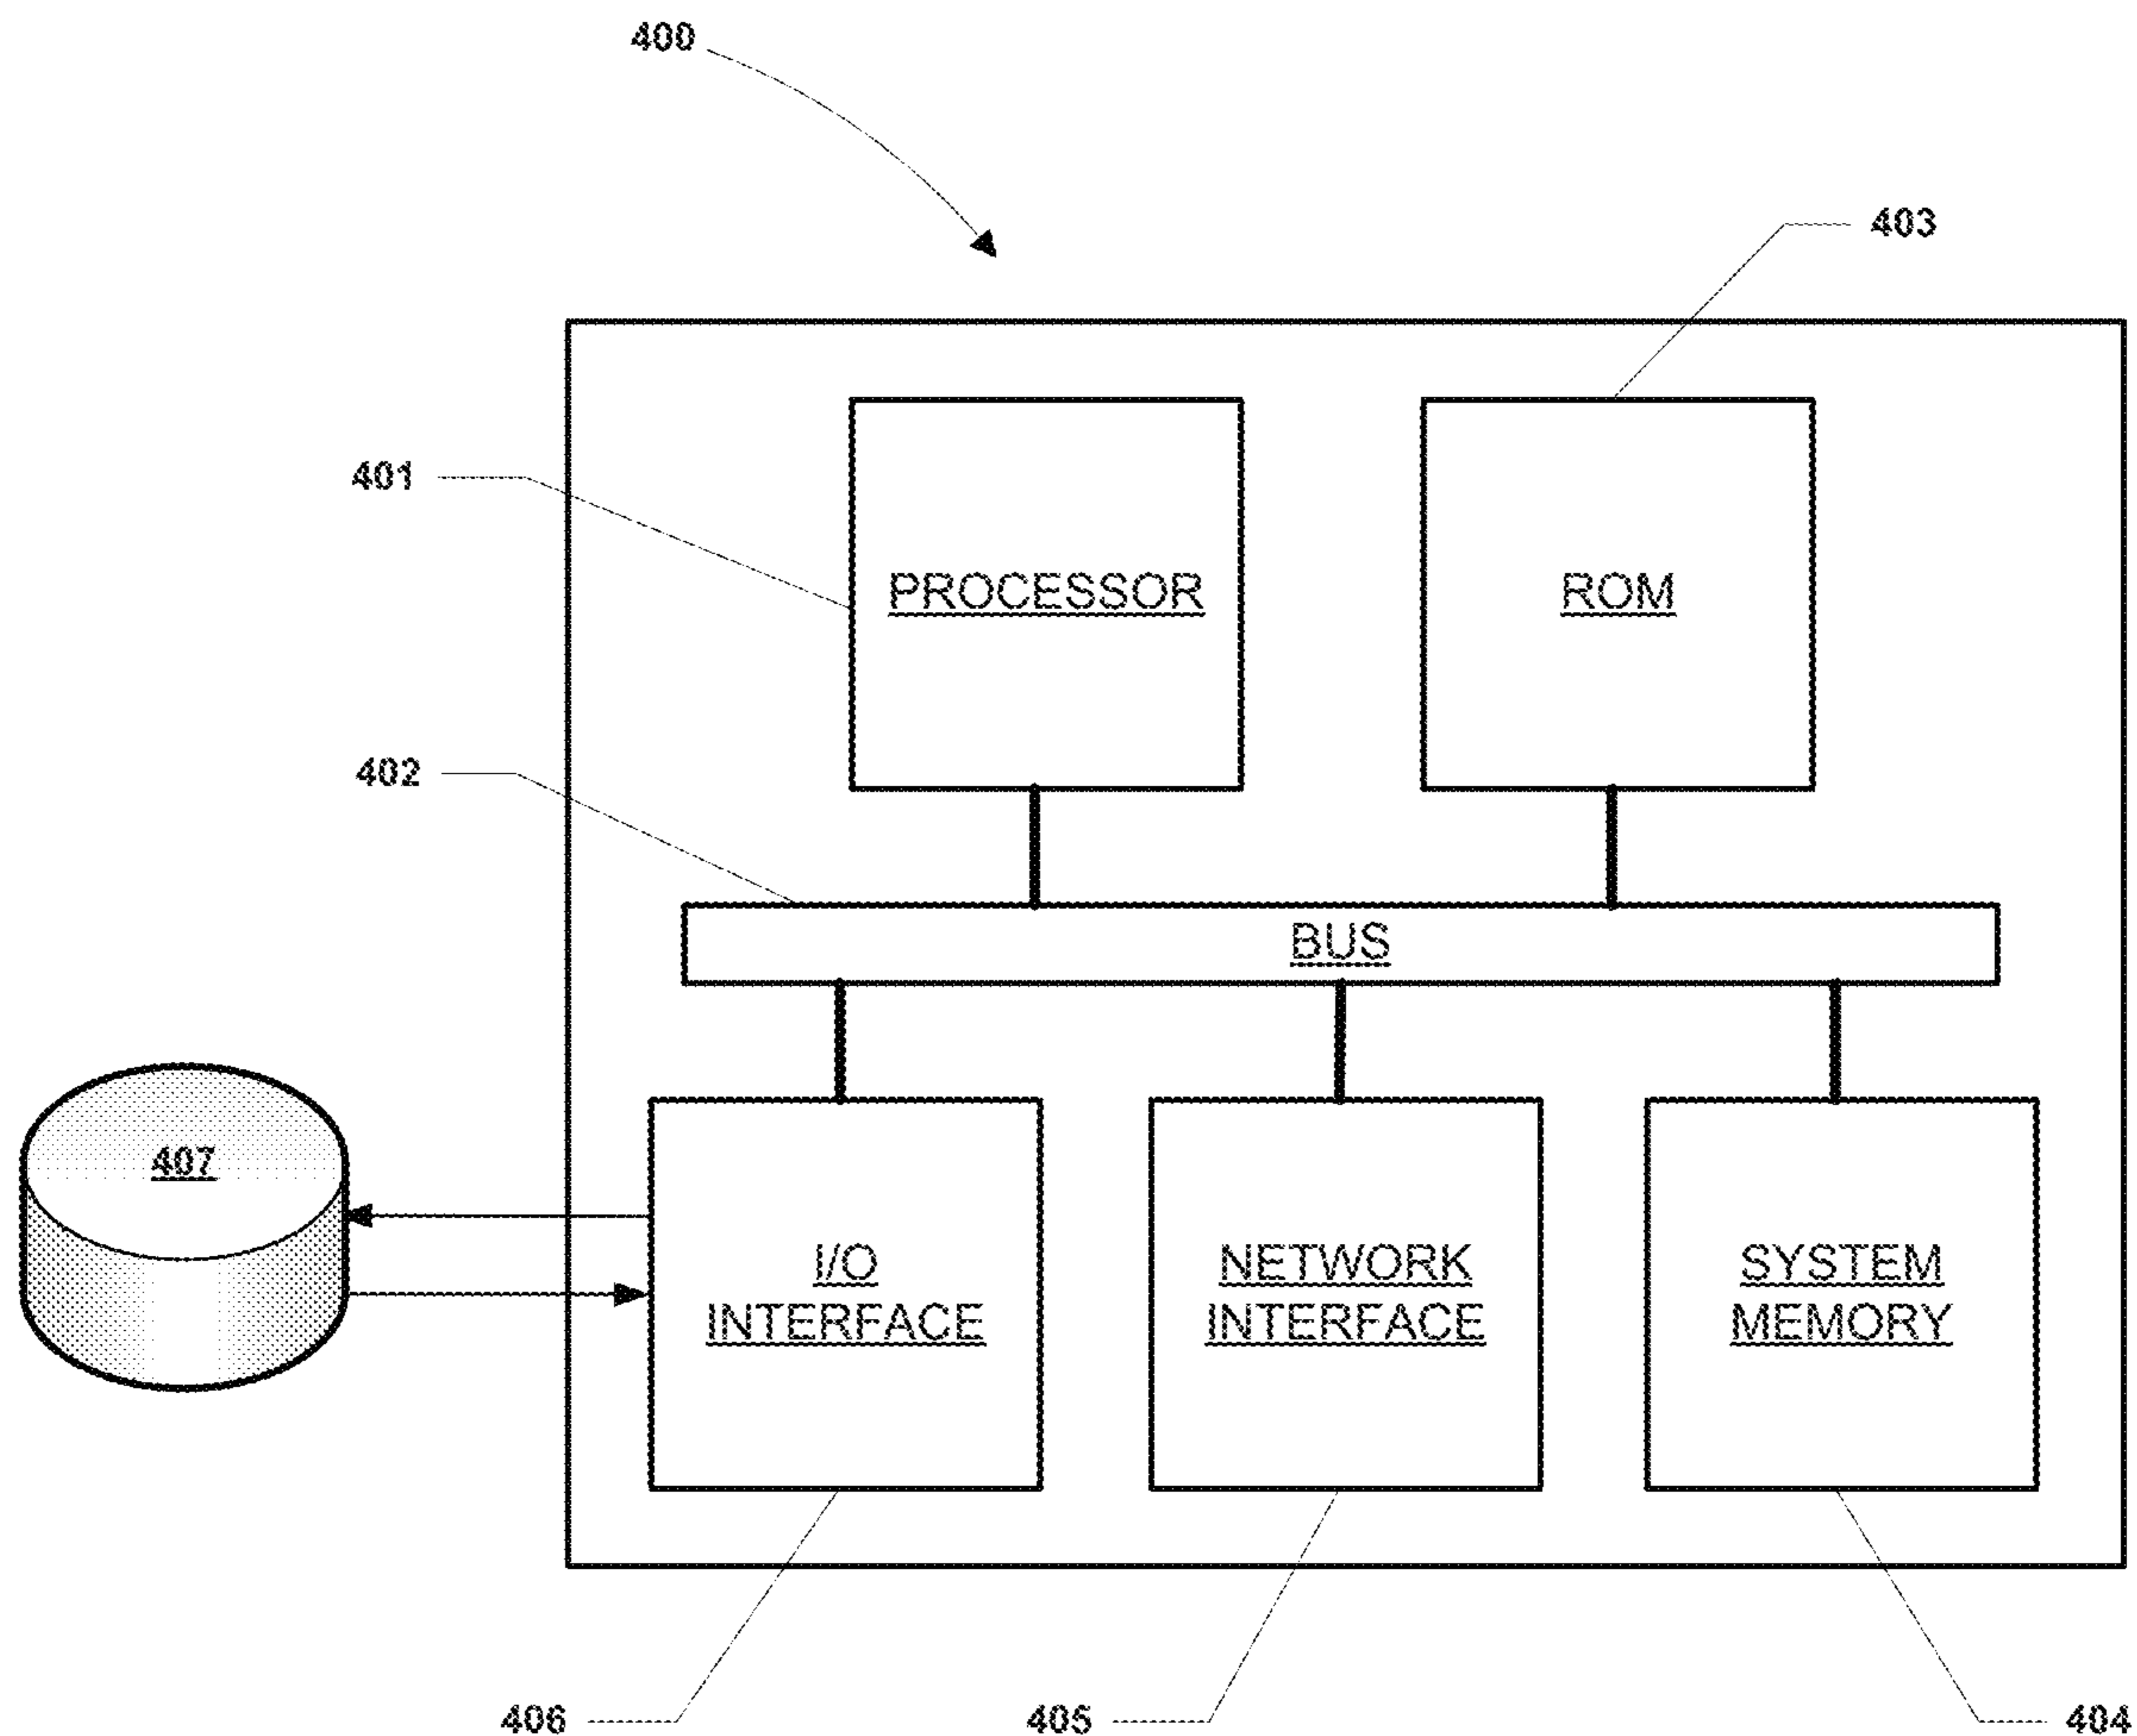 400
403
401
PROCESSOR
ROM
402
BUS
407
I/O
INTERFACE
NETWORK
INTERFACE
SYSTEM
MEMORY
406
405
404